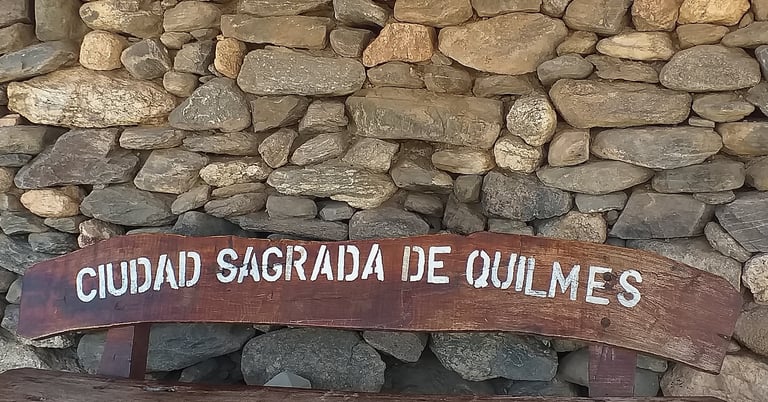 CIUDAD SAGRADA DE QUILMES